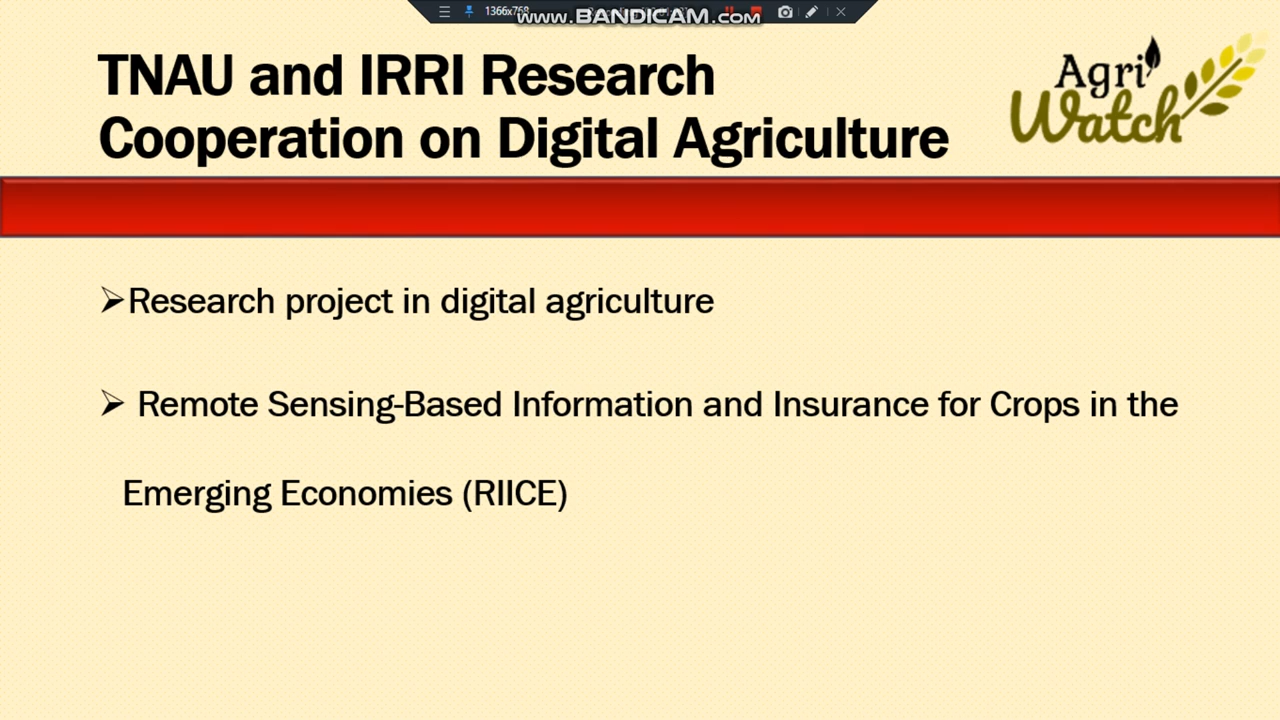 1366x768
www.BANDICAM.com
TNAU and IRRI Research
Cooperation on Digital Agriculture
Agri
Watch
➢Research project in digital agriculture
➢ Remote Sensing-Based Information and Insurance for Crops in the
Emerging Economies (RIICE)